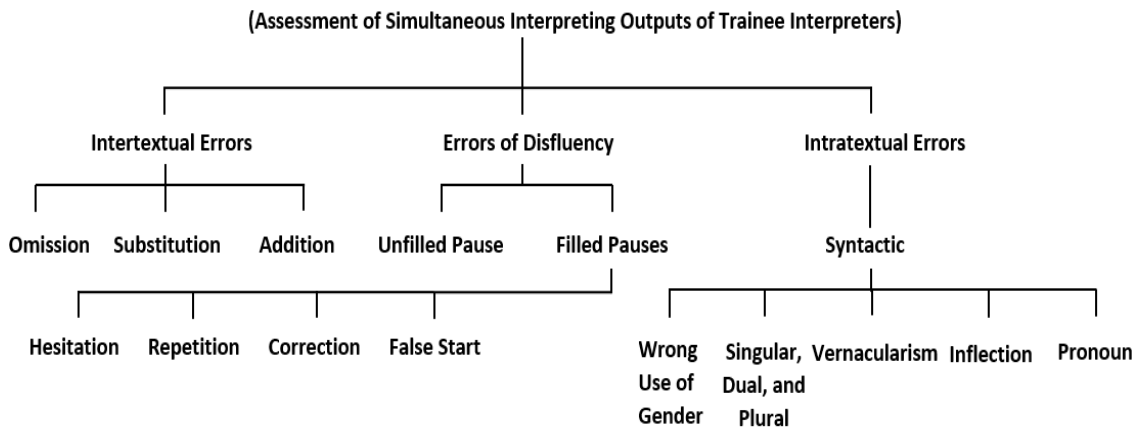 (Assessment of Simultaneous Interpreting Outputs of Trainee Interpreters)
Intertextual Errors
Errors of Disfluency
Intratextual Errors
Omission
Substitution
Addition
Unfilled Pause
Filled Pauses
Syntactic
Hesitation
Repetition
Correction
False Start
Wrong
Use of
Gender
Singular,
Dual, and
Plural
Vernacularism
Inflection
Pronoun